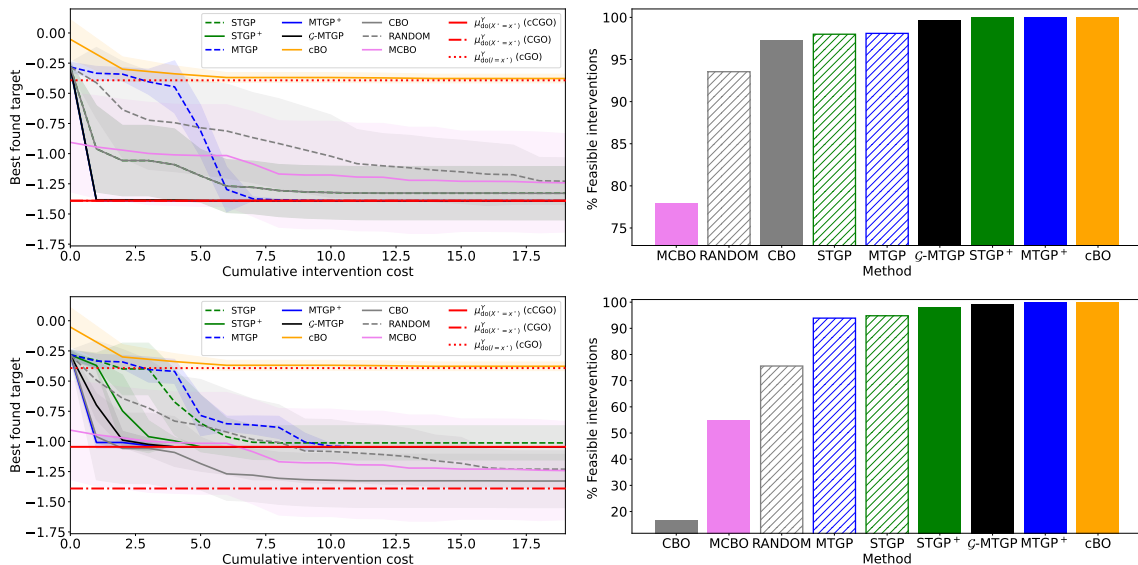 STGP
STGP⁺
MTGP
MTGP⁺
𝒢-MTGP
cBO
CBO
RANDOM
MCBO
μ^Y_do(X*=x*) (cCGO)
μ^Y_do(X*=x*) (CGO)
μ^Y_do(I=x*) (cGO)
Best found target
0.00
−0.25
−0.50
−0.75
−1.00
−1.25
−1.50
−1.75
0.0 2.5 5.0 7.5 10.0 12.5 15.0 17.5
Cumulative intervention cost
% Feasible interventions
100
95
90
85
80
75
MCBO RANDOM CBO STGP MTGP 𝒢-MTGP STGP⁺ MTGP⁺ cBO
Method
STGP
STGP⁺
MTGP
MTGP⁺
𝒢-MTGP
cBO
CBO
RANDOM
MCBO
μ^Y_do(X*=x*) (cCGO)
μ^Y_do(X*=x*) (CGO)
μ^Y_do(I=x*) (cGO)
Best found target
0.00
−0.25
−0.50
−0.75
−1.00
−1.25
−1.50
−1.75
0.0 2.5 5.0 7.5 10.0 12.5 15.0 17.5
Cumulative intervention cost
% Feasible interventions
100
90
80
70
60
50
40
30
20
CBO MCBO RANDOM MTGP STGP STGP⁺ 𝒢-MTGP MTGP⁺ cBO
Method